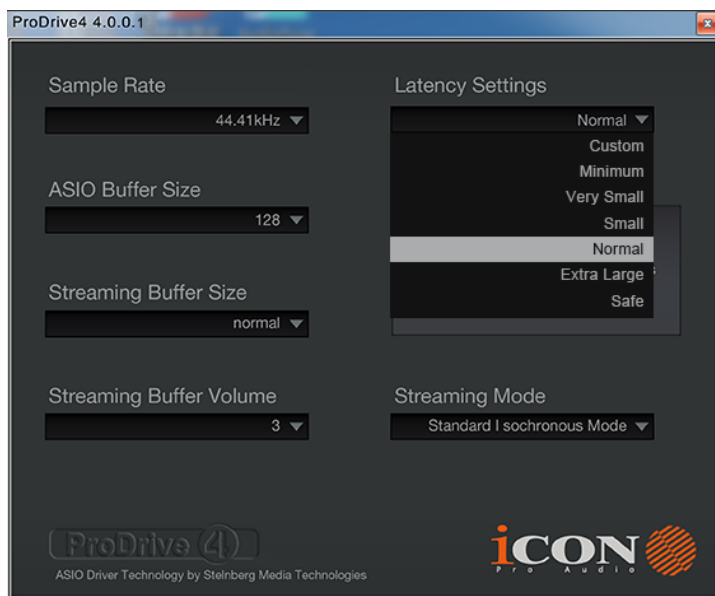 ProDrive4 4.0.0.1
Sample Rate
44.41kHz
ASIO Buffer Size
128
Streaming Buffer Size
normal
Streaming Buffer Volume
3
Latency Settings
Normal
Custom
Minimum
Very Small
Small
Normal
Extra Large
Safe
Streaming Mode
Standard I sochronous Mode
ProDrive 4
ASIO Driver Technology by Steinberg Media Technologies
iCON
Pro Audio